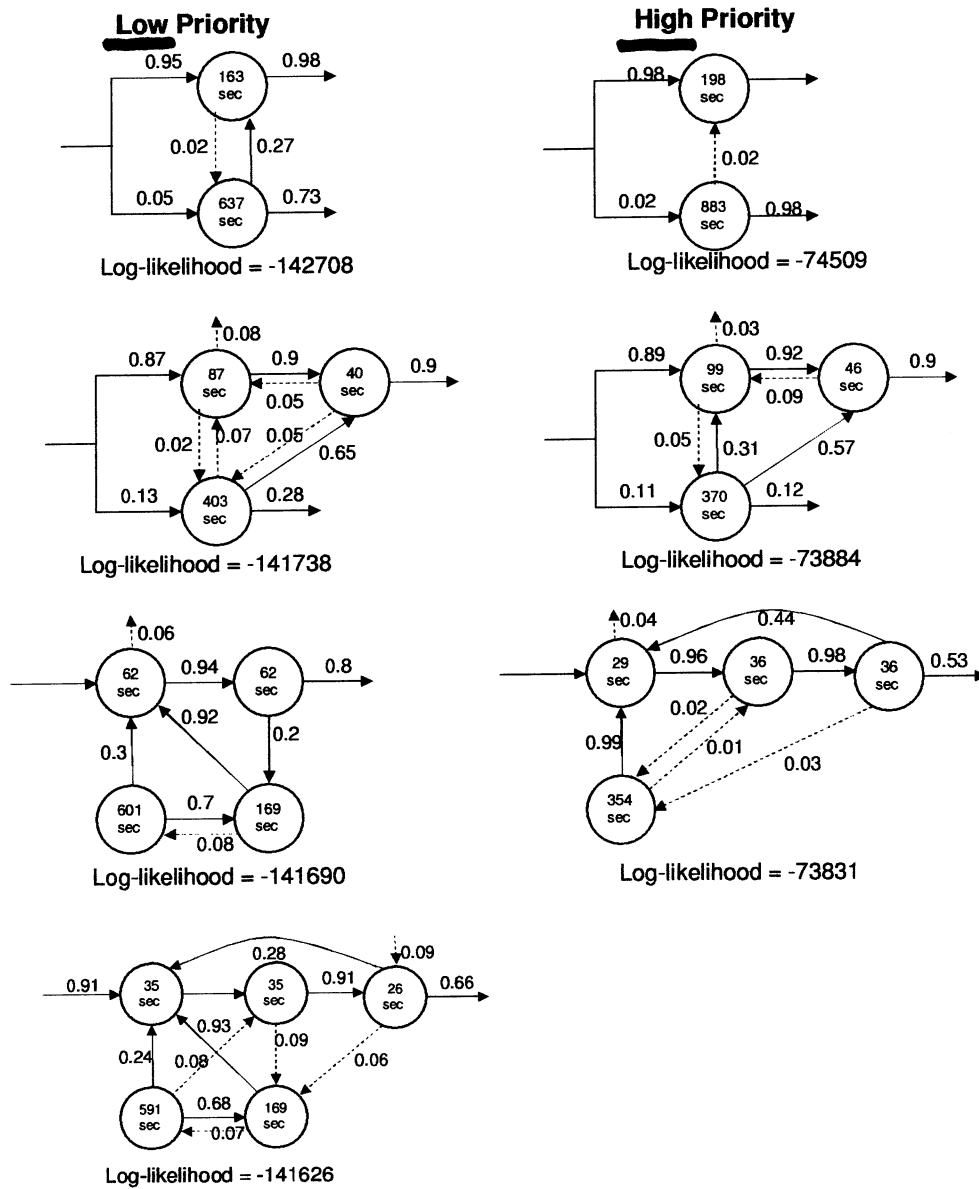 Low Priority
High Priority
0.95
163 sec
0.98
0.02
0.27
0.05
637 sec
0.73
Log-likelihood = -142708
0.98
198 sec
0.02
0.02
883 sec
0.98
Log-likelihood = -74509
0.08
0.87
87 sec
0.9
40 sec
0.9
0.05
0.02
0.07
0.05
0.65
0.13
403 sec
0.28
Log-likelihood = -141738
0.03
0.89
99 sec
0.92
46 sec
0.9
0.09
0.05
0.31
0.57
0.11
370 sec
0.12
Log-likelihood = -73884
0.06
62 sec
0.94
62 sec
0.8
0.92
0.3
0.2
601 sec
0.7
169 sec
0.08
Log-likelihood = -141690
0.04
0.44
29 sec
0.96
36 sec
0.98
36 sec
0.53
0.02
0.99
0.01
0.03
354 sec
Log-likelihood = -73831
0.28
0.09
0.91
35 sec
35 sec
0.91
26 sec
0.66
0.93
0.09
0.24
0.08
0.06
591 sec
0.68
169 sec
0.07
Log-likelihood = -141626